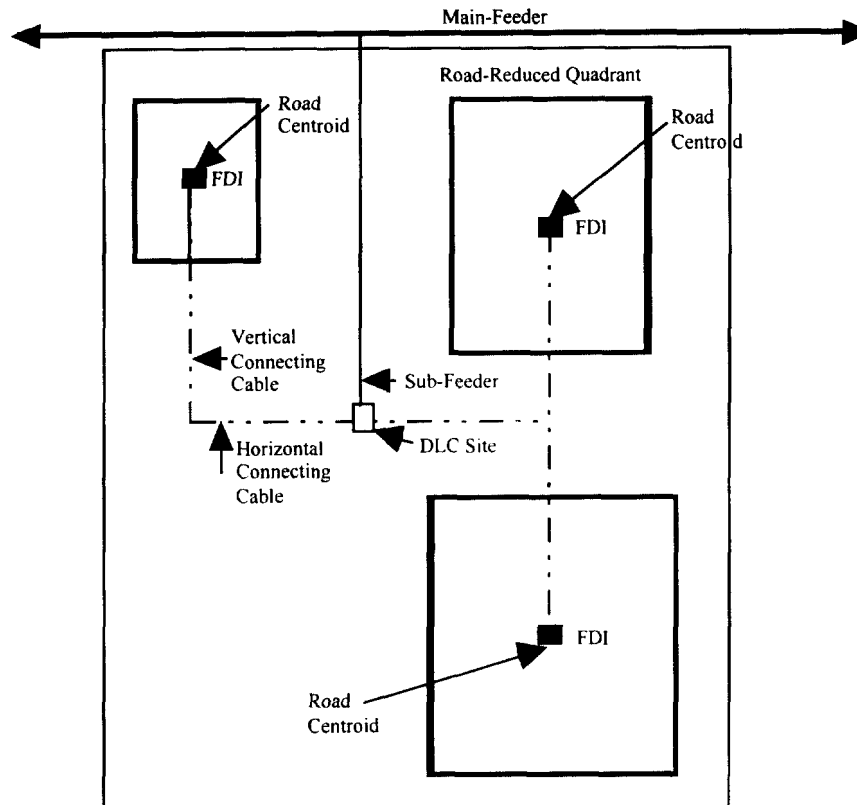 Main-Feeder
Road-Reduced Quadrant
Road
Centroid
FDI
Road
Centroid
FDI
Vertical
Connecting
Cable
Sub-Feeder
DLC Site
Horizontal
Connecting
Cable
FDI
Road
Centroid